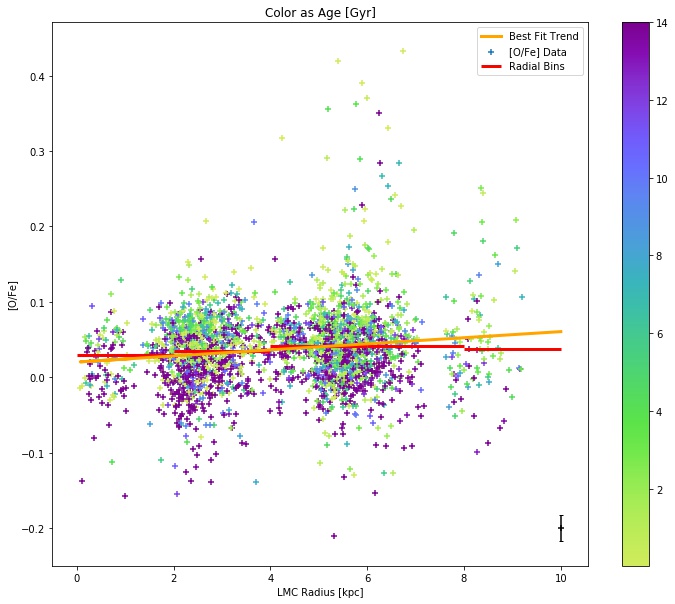 Color as Age [Gyr]
Best Fit Trend
[O/Fe] Data
Radial Bins
[O/Fe]
0.4
0.3
0.2
0.1
0.0
−0.1
−0.2
0 2 4 6 8 10
LMC Radius [kpc]
14
12
10
8
6
4
2